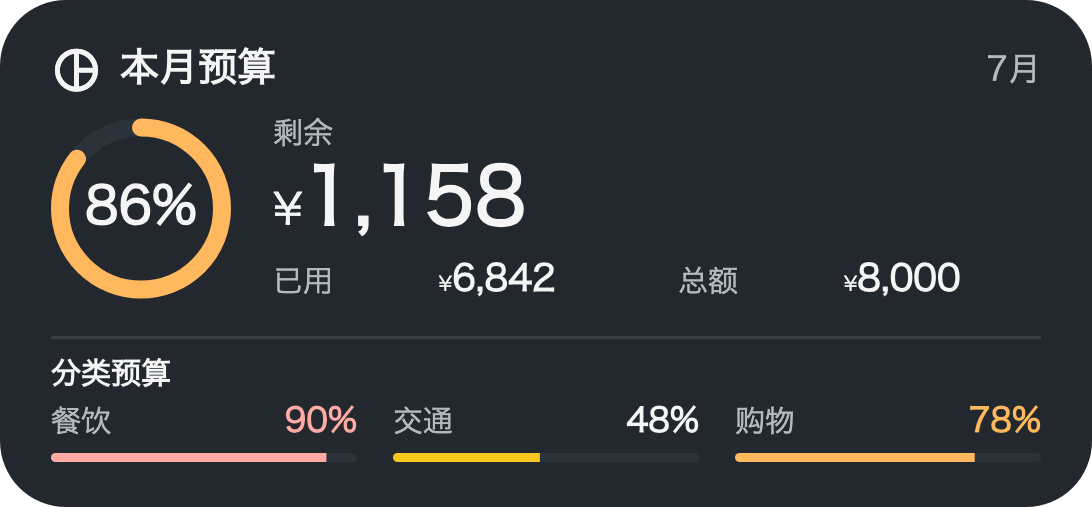 本月预算 7月
86%
剩余
¥1,158
已用 ¥6,842 总额 ¥8,000
分类预算
餐饮 90% 交通 48% 购物 78%